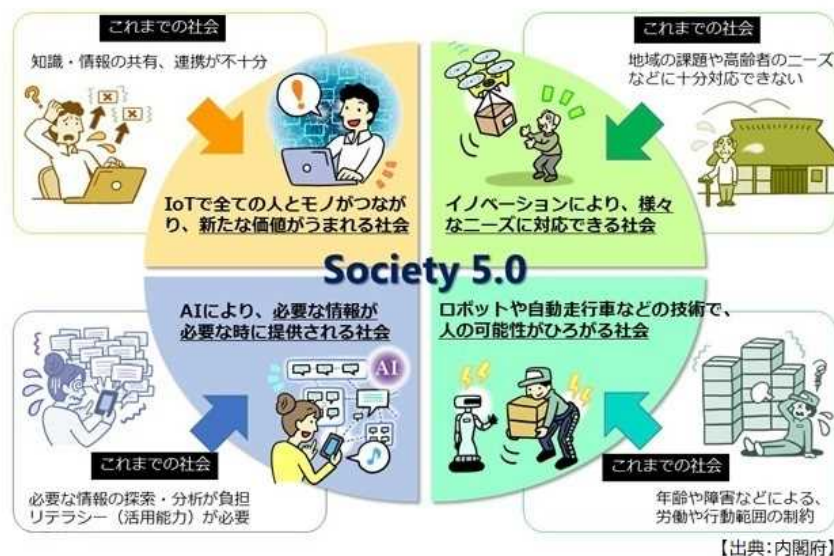 これまでの社会
知識・情報の共有、連携が不十分
IoTで全ての人とモノがつなが
り、新たな価値がうまれる社会
これまでの社会
地域の課題や高齢者のニーズ
などに十分対応できない
イノベーションにより、様々
なニーズに対応できる社会
Society 5.0
AIにより、必要な情報が
必要な時に提供される社会
AI
これまでの社会
必要な情報の探索・分析が負担
リテラシー（活用能力）が必要
ロボットや自動走行車などの技術で、
人の可能性がひろがる社会
これまでの社会
年齢や障害などによる、
労働や行動範囲の制約
【出典：内閣府】